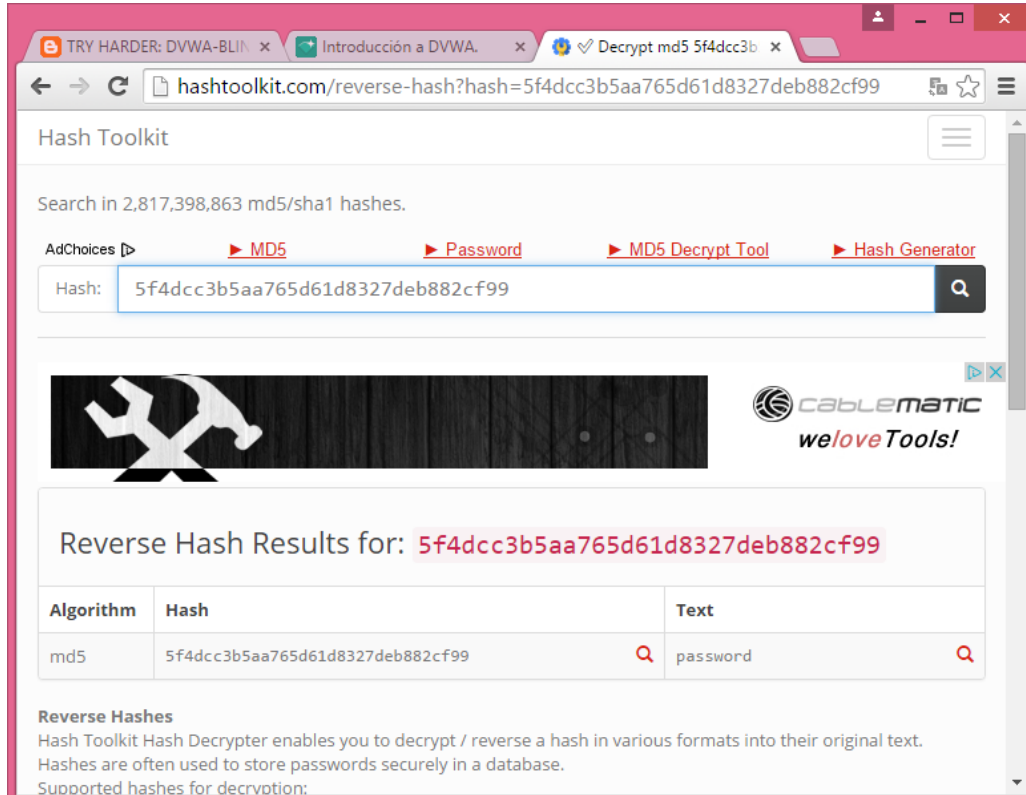 TRY HARDER: DVWA-BLIN
Introducción a DVWA.
Decrypt md5 5f4dcc3b
hashtoolkit.com/reverse-hash?hash=5f4dcc3b5aa765d61d8327deb882cf99
Hash Toolkit
Search in 2,817,398,863 md5/sha1 hashes.
AdChoices ► MD5 ► Password ► MD5 Decrypt Tool ► Hash Generator
Hash: 5f4dcc3b5aa765d61d8327deb882cf99
cablematic
weloveTools!
Reverse Hash Results for: 5f4dcc3b5aa765d61d8327deb882cf99
Algorithm Hash Text
md5 5f4dcc3b5aa765d61d8327deb882cf99 password
Reverse Hashes
Hash Toolkit Hash Decrypter enables you to decrypt / reverse a hash in various formats into their original text.
Hashes are often used to store passwords securely in a database.
Supported hashes for decryption: